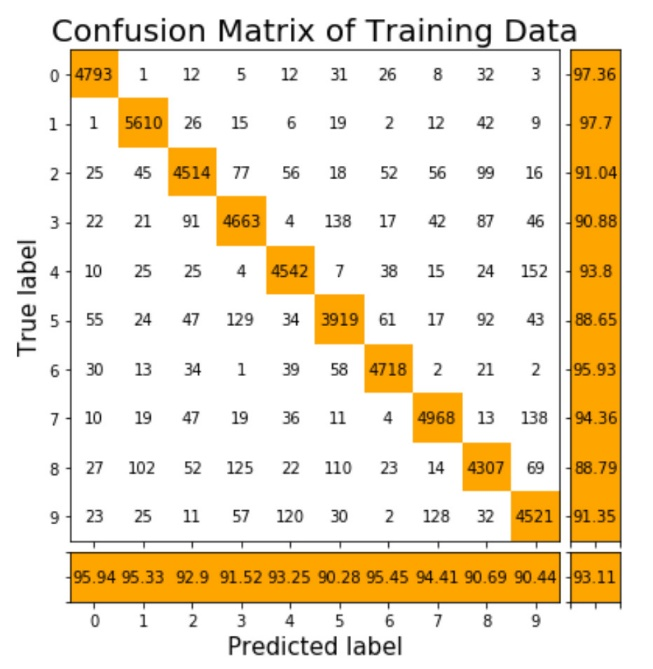 Confusion Matrix of Training Data
0 4793 1 12 5 12 31 26 8 32 3 97.36
1 1 5610 26 15 6 19 2 12 42 9 97.7
2 25 45 4514 77 56 18 52 56 99 16 91.04
3 22 21 91 4663 4 138 17 42 87 46 90.88
4 10 25 25 4 4542 7 38 15 24 152 93.8
5 55 24 47 129 34 3919 61 17 92 43 88.65
6 30 13 34 1 39 58 4718 2 21 2 95.93
7 10 19 47 19 36 11 4 4968 13 138 94.36
8 27 102 52 125 22 110 23 14 4307 69 88.79
9 23 25 11 57 120 30 2 128 32 4521 91.35
True label
95.94 95.33 92.9 91.52 93.25 90.28 95.45 94.41 90.69 90.44 93.11
0 1 2 3 4 5 6 7 8 9
Predicted label